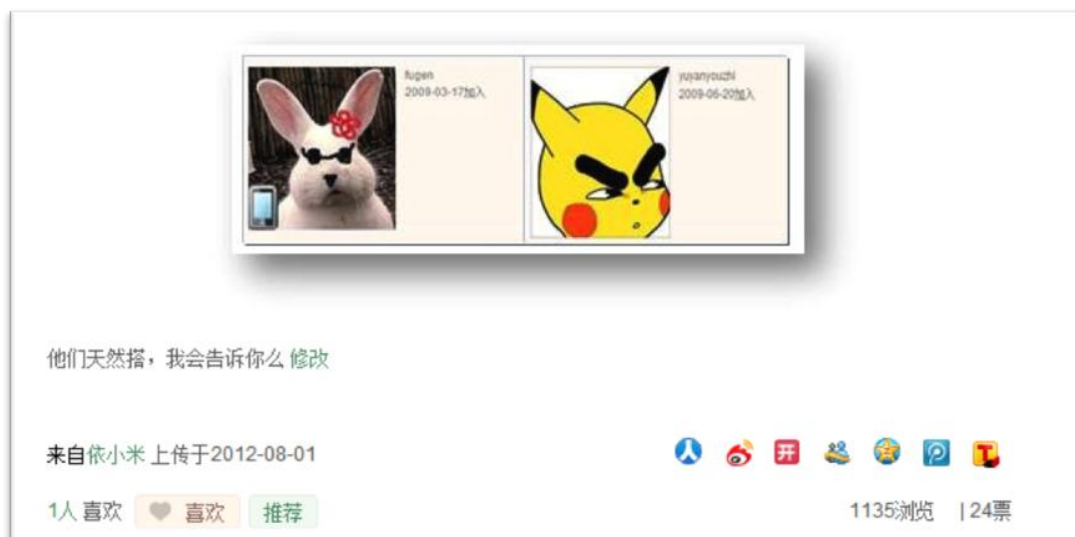 fugen
2009-03-17加入
yuyanyouzhi
2009-06-20加入
他们天然搭，我会告诉你么 修改
来自依小米 上传于2012-08-01
开
1人 喜欢 喜欢 推荐
1135浏览 | 24票